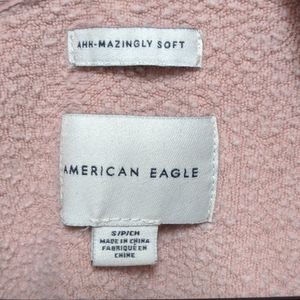 AHH-MAZINGLY SOFT
AMERICAN EAGLE
S/P/CH
MADE IN CHINA
FABRIQUÉ EN
CHINE